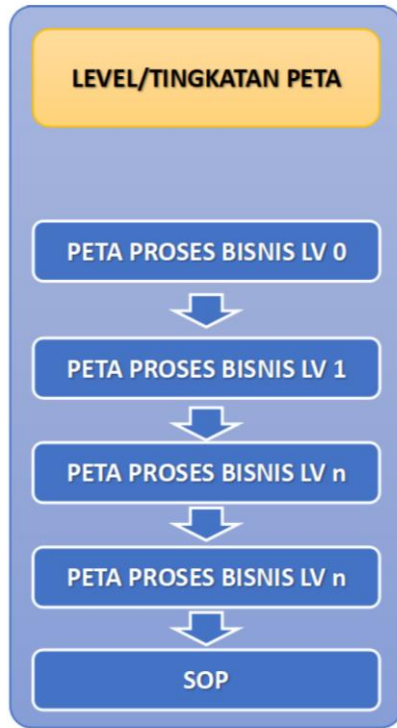 LEVEL/TINGKATAN PETA
PETA PROSES BISNIS LV 0
PETA PROSES BISNIS LV 1
PETA PROSES BISNIS LV n
PETA PROSES BISNIS LV n
SOP